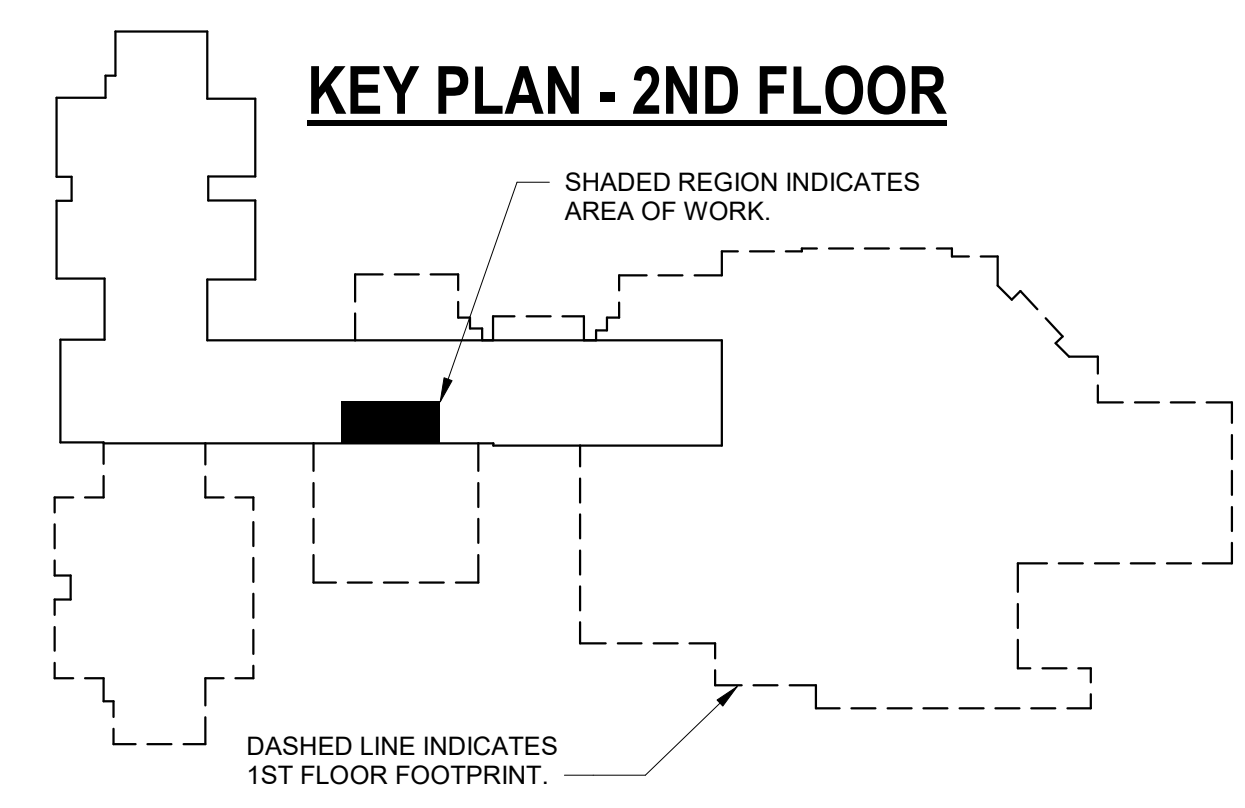 KEY PLAN - 2ND FLOOR
SHADED REGION INDICATES
AREA OF WORK.
DASHED LINE INDICATES
1ST FLOOR FOOTPRINT.